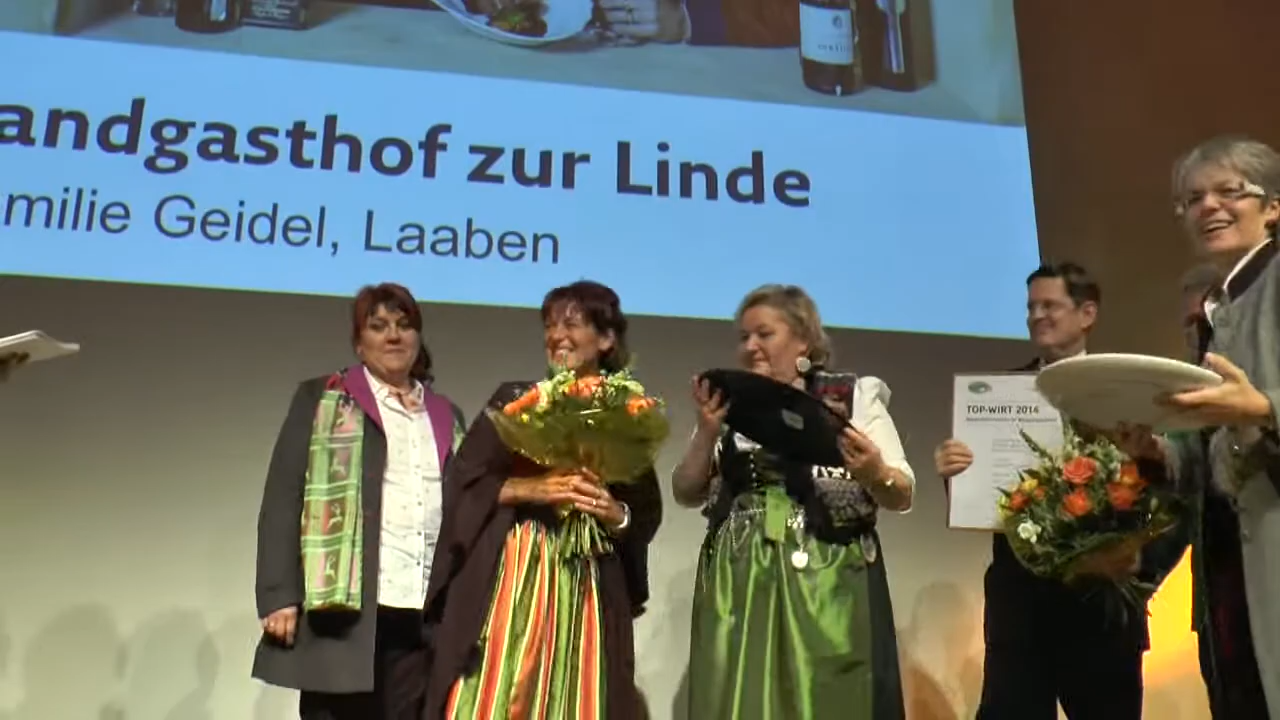 andgasthof zur Linde
milie Geidel, Laaben
TOP-WIRT 2014